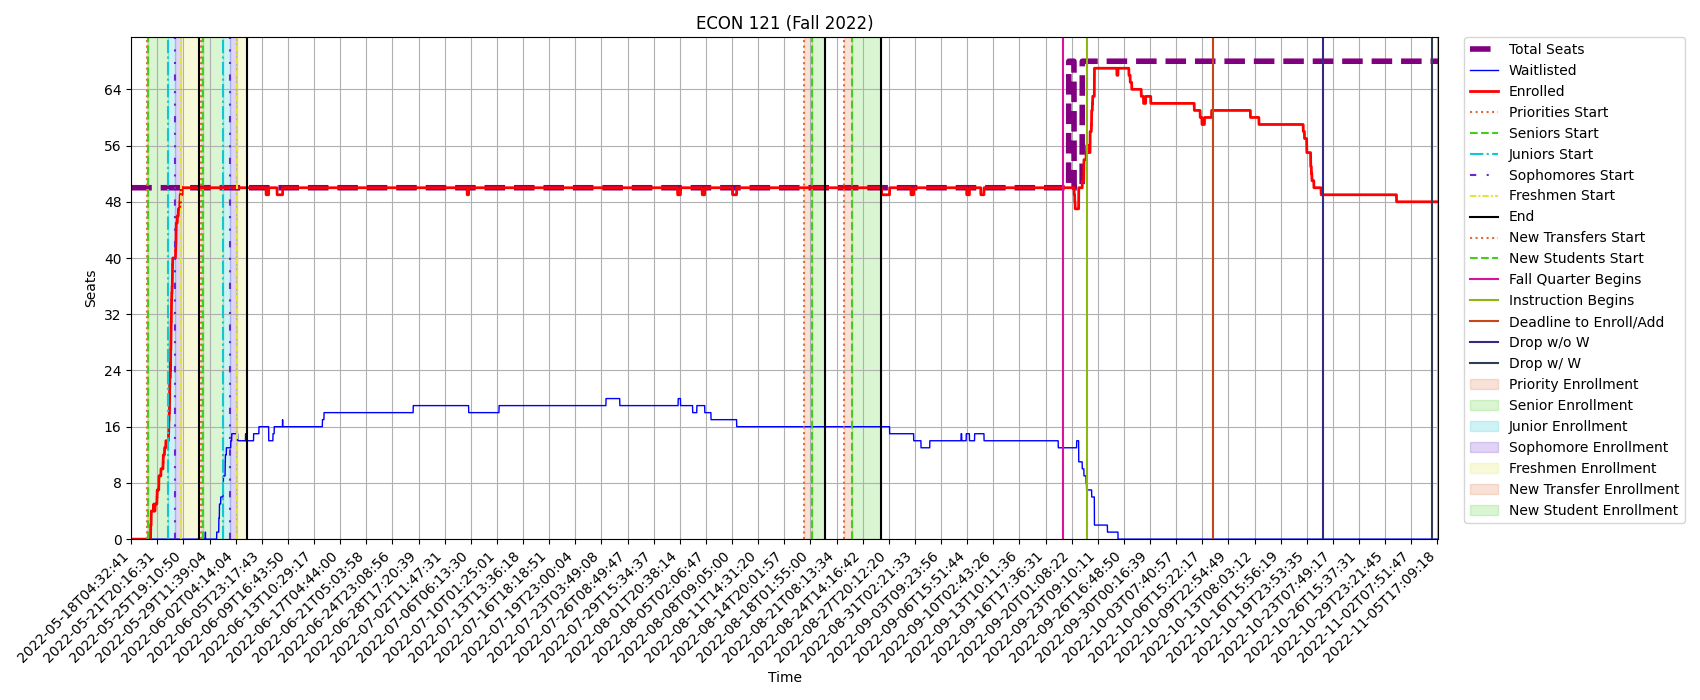 ECON 121 (Fall 2022)
Seats
64
56
48
40
32
24
16
8
0
2022-05-18T04:32:41
2022-05-21T20:16:31
2022-05-25T19:10:50
2022-05-29T11:39:04
2022-06-02T04:14:04
2022-06-05T23:17:43
2022-06-09T16:43:50
2022-06-13T10:29:17
2022-06-17T04:44:00
2022-06-21T05:03:58
2022-06-24T23:08:56
2022-06-28T17:20:39
2022-07-02T11:47:31
2022-07-06T06:13:30
2022-07-10T01:25:01
2022-07-13T13:36:18
2022-07-16T18:18:51
2022-07-19T23:00:04
2022-07-23T03:49:08
2022-07-26T08:49:47
2022-07-29T15:34:37
2022-08-01T20:38:14
2022-08-05T02:06:47
2022-08-08T09:05:00
2022-08-11T14:31:20
2022-08-14T20:01:57
2022-08-18T01:55:00
2022-08-21T08:13:34
2022-08-24T14:16:42
2022-08-27T20:12:20
2022-08-31T02:21:33
2022-09-03T09:23:56
2022-09-06T15:51:44
2022-09-10T02:43:26
2022-09-13T10:11:36
2022-09-16T17:36:31
2022-09-20T01:08:22
2022-09-23T09:10:11
2022-09-26T16:48:50
2022-09-30T00:16:39
2022-10-03T07:40:57
2022-10-06T15:22:17
2022-10-09T22:54:49
2022-10-13T08:03:12
2022-10-16T15:56:19
2022-10-19T23:53:35
2022-10-23T07:49:17
2022-10-26T15:37:31
2022-10-29T23:21:45
2022-11-02T07:51:47
2022-11-05T17:09:18
Time
Total Seats
Waitlisted
Enrolled
Priorities Start
Seniors Start
Juniors Start
Sophomores Start
Freshmen Start
End
New Transfers Start
New Students Start
Fall Quarter Begins
Instruction Begins
Deadline to Enroll/Add
Drop w/o W
Drop w/ W
Priority Enrollment
Senior Enrollment
Junior Enrollment
Sophomore Enrollment
Freshmen Enrollment
New Transfer Enrollment
New Student Enrollment